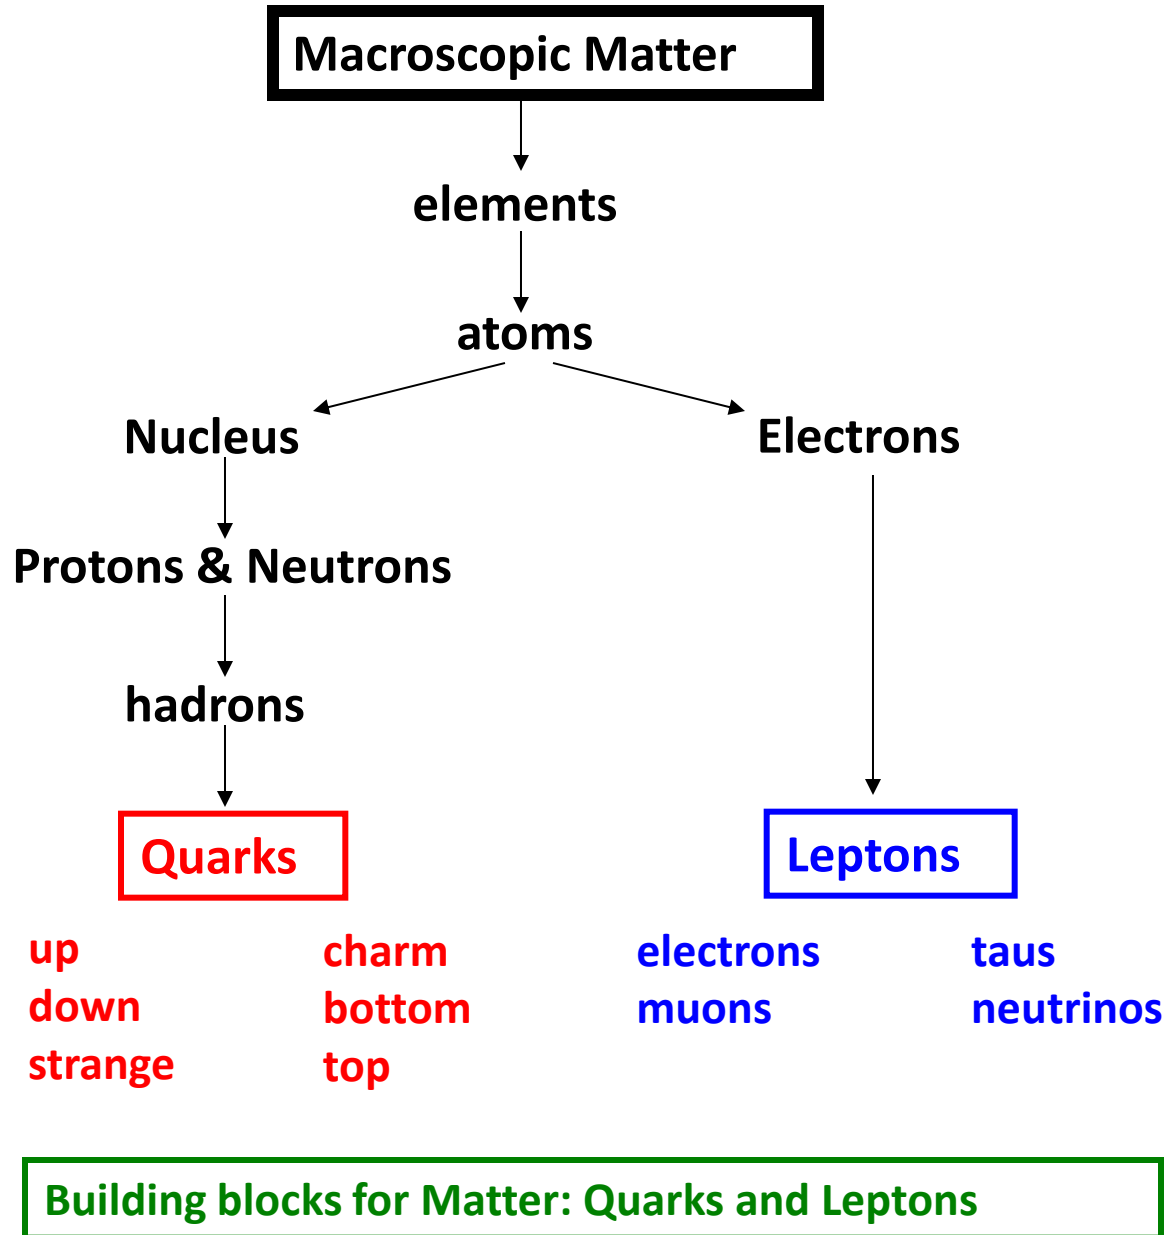 Macroscopic Matter
elements
atoms
Nucleus
Electrons
Protons & Neutrons
hadrons
Quarks
Leptons
up
down
strange
charm
bottom
top
electrons
muons
taus
neutrinos
Building blocks for Matter: Quarks and Leptons